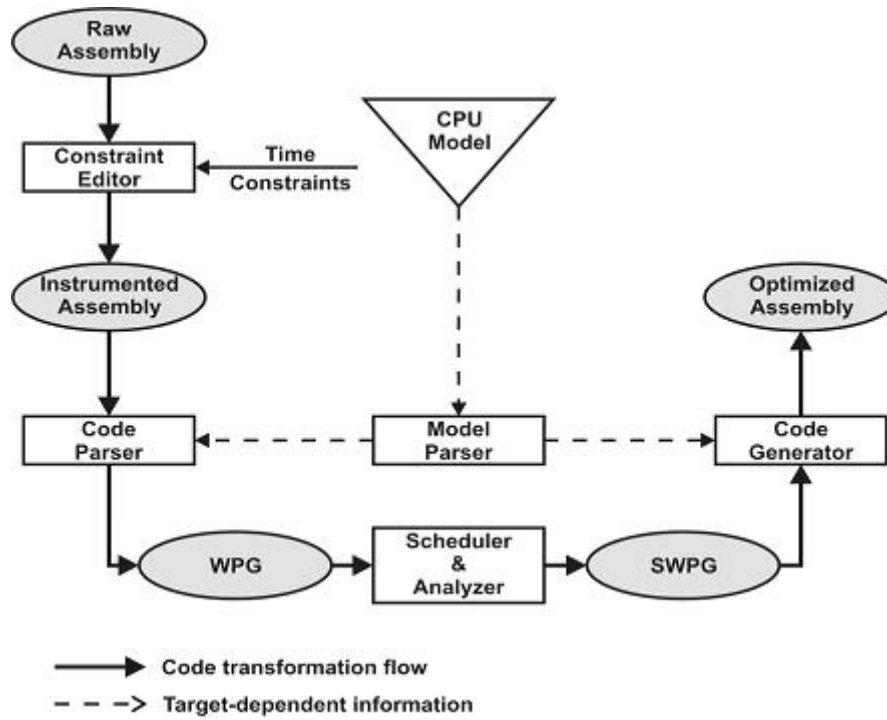 Raw
Assembly
CPU
Model
Constraint
Editor
Time
Constraints
Instrumented
Assembly
Optimized
Assembly
Code
Parser
Model
Parser
Code
Generator
WPG
Scheduler
&
Analyzer
SWPG
Code transformation flow
Target-dependent information